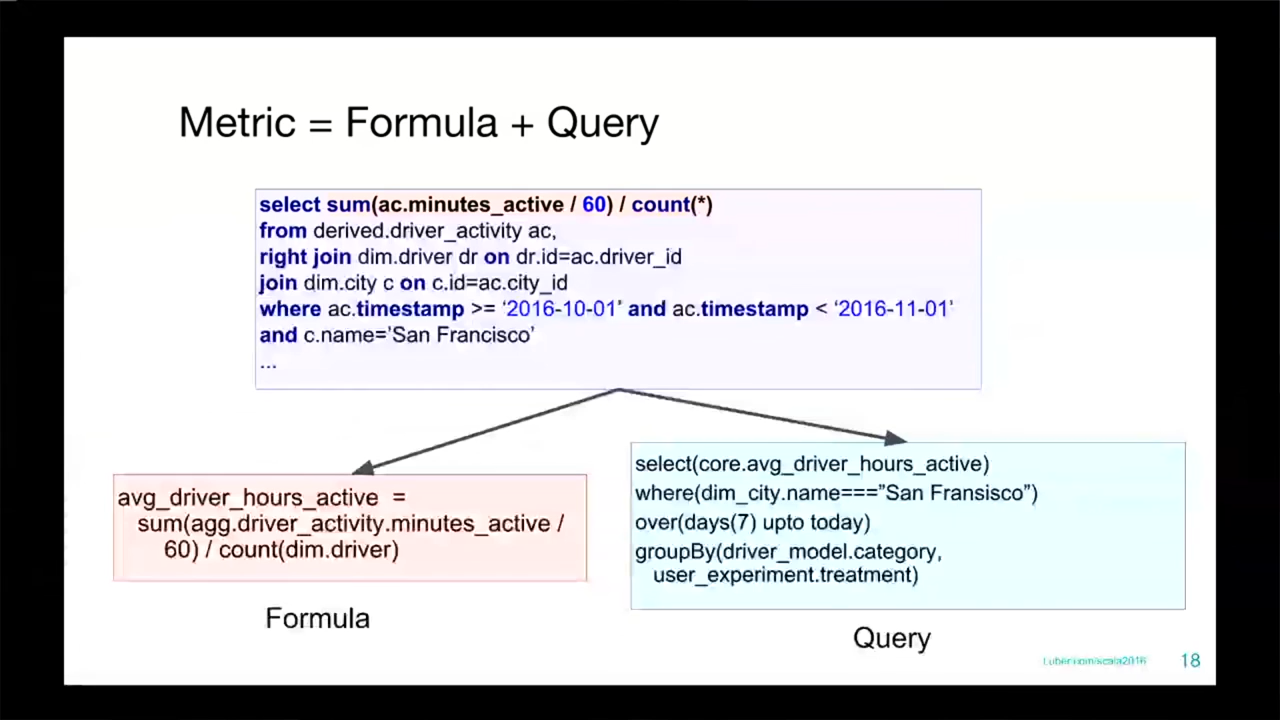 Metric = Formula + Query
select sum(ac.minutes_active / 60) / count(*)
from derived.driver_activity ac,
right join dim.driver dr on dr.id=ac.driver_id
join dim.city c on c.id=ac.city_id
where ac.timestamp >= ‘2016-10-01’ and ac.timestamp < ‘2016-11-01’
and c.name=’San Francisco’
...
avg_driver_hours_active =
sum(agg.driver_activity.minutes_active /
60) / count(dim.driver)
Formula
select(core.avg_driver_hours_active)
where(dim_city.name===”San Fransisco”)
over(days(7) upto today)
groupBy(driver_model.category,
user_experiment.treatment)
Query
18